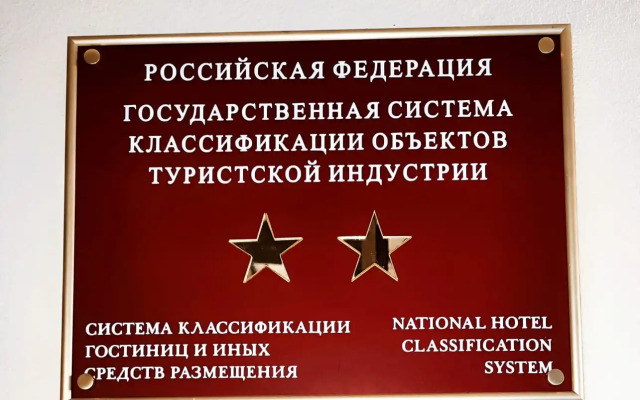 РОССИЙСКАЯ ФЕДЕРАЦИЯ
ГОСУДАРСТВЕННАЯ СИСТЕМА
КЛАССИФИКАЦИИ ОБЪЕКТОВ
ТУРИСТСКОЙ ИНДУСТРИИ
СИСТЕМА КЛАССИФИКАЦИИ
ГОСТИНИЦ И ИНЫХ
СРЕДСТВ РАЗМЕЩЕНИЯ
NATIONAL HOTEL
CLASSIFICATION
SYSTEM